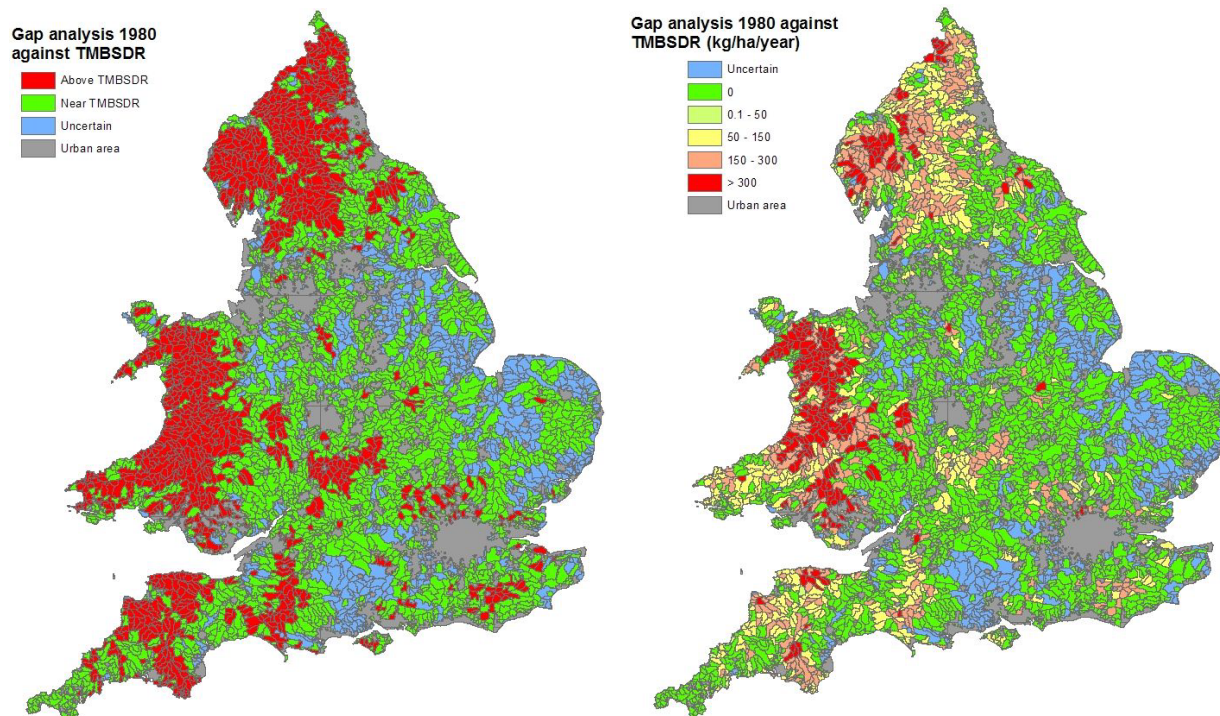 Gap analysis 1980
against TMBSDR
Above TMBSDR
Near TMBSDR
Uncertain
Urban area
Gap analysis 1980 against
TMBSDR (kg/ha/year)
Uncertain
0
0.1 - 50
50 - 150
150 - 300
> 300
Urban area